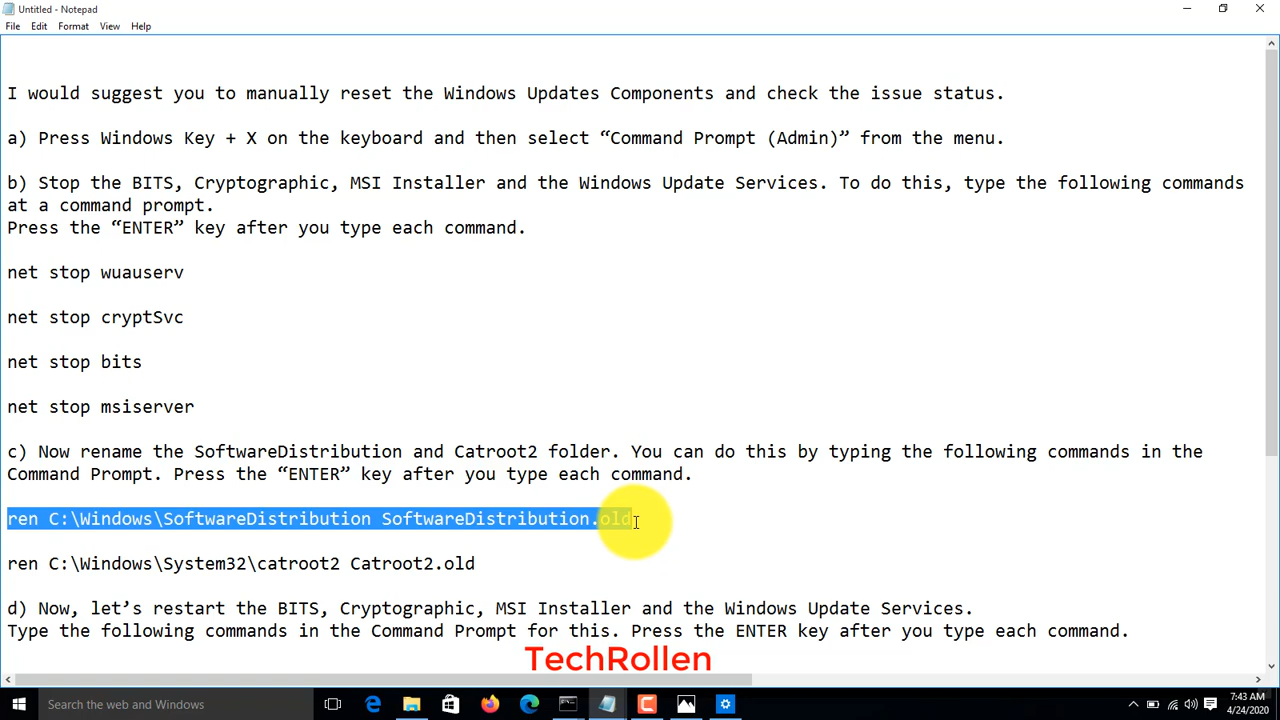 Untitled - Notepad
File Edit Format View Help
I would suggest you to manually reset the Windows Updates Components and check the issue status.
a) Press Windows Key + X on the keyboard and then select “Command Prompt (Admin)” from the menu.
b) Stop the BITS, Cryptographic, MSI Installer and the Windows Update Services. To do this, type the following commands
at a command prompt.
Press the “ENTER” key after you type each command.
net stop wuauserv
net stop cryptSvc
net stop bits
net stop msiserver
c) Now rename the SoftwareDistribution and Catroot2 folder. You can do this by typing the following commands in the
Command Prompt. Press the “ENTER” key after you type each command.
ren C:\Windows\SoftwareDistribution SoftwareDistribution.old
ren C:\Windows\System32\catroot2 Catroot2.old
d) Now, let’s restart the BITS, Cryptographic, MSI Installer and the Windows Update Services.
Type the following commands in the Command Prompt for this. Press the ENTER key after you type each command.
TechRollen
Search the web and Windows
7:43 AM
4/24/2020